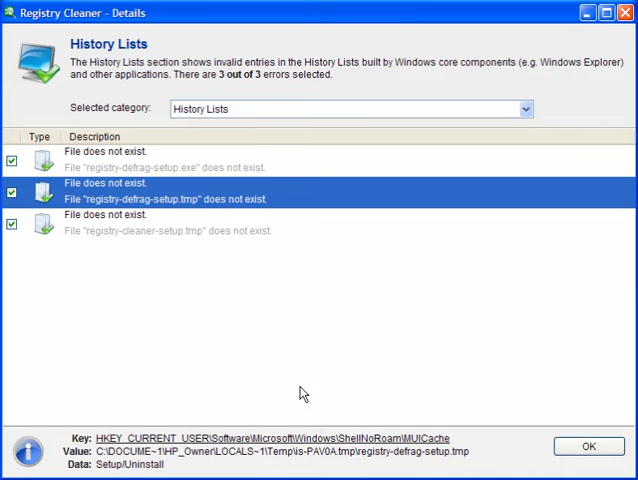 Registry Cleaner - Details
History Lists
The History Lists section shows invalid entries in the History Lists built by Windows core components (e.g. Windows Explorer)
and other applications. There are 3 out of 3 errors selected.
Selected category: History Lists
Type Description
File does not exist.
File "registry-defrag-setup.exe" does not exist.
File does not exist.
File "registry-defrag-setup.tmp" does not exist.
File does not exist.
File "registry-cleaner-setup.tmp" does not exist.
Key: HKEY_CURRENT_USER\Software\Microsoft\Windows\ShellNoRoam\MUICache
Value: C:\DOCUME~1\HP_Owner\LOCALS~1\Temp\is-PAV0A.tmp\registry-defrag-setup.tmp
Data: Setup/Uninstall
OK